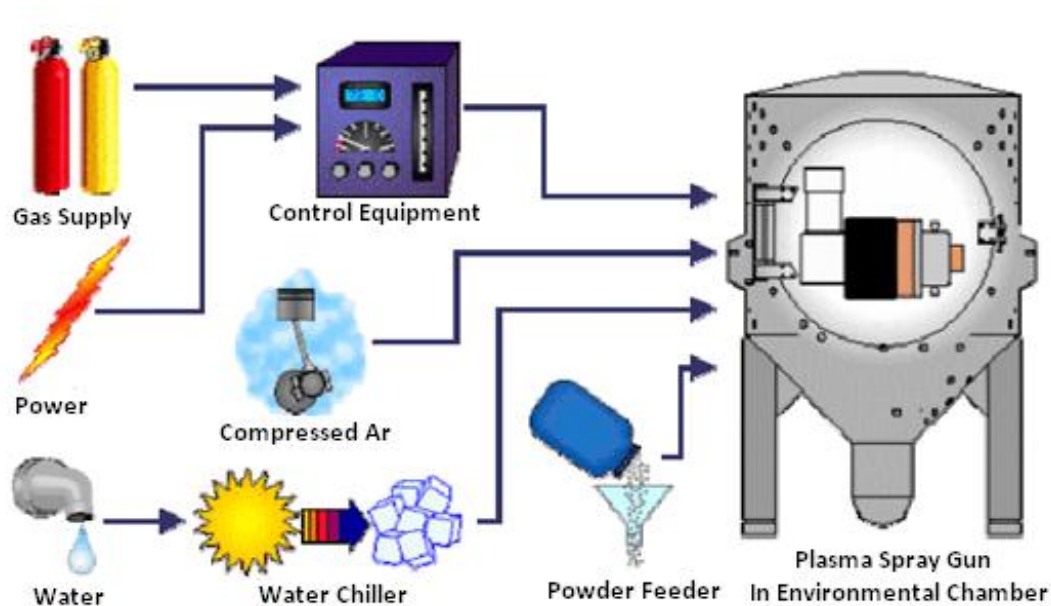 Gas Supply
Control Equipment
Power
Compressed Ar
Water
Water Chiller
Powder Feeder
Plasma Spray Gun
In Environmental Chamber